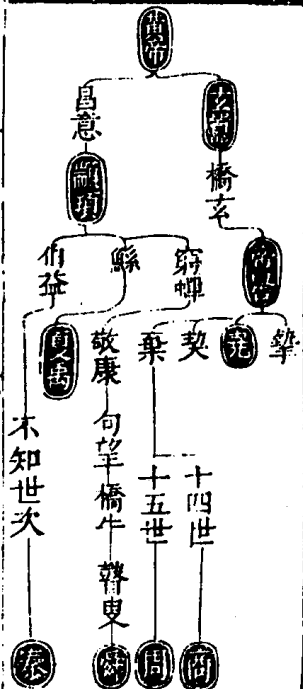 黃帝
玄囂
昌意
橋玄
顓頊
帝
窮蟬
鯀
摯
堯
契
棄
敬康
夏禹
句望
橋牛
瞽叟
十四世
十五世
不知世次
商
周
舜
秦